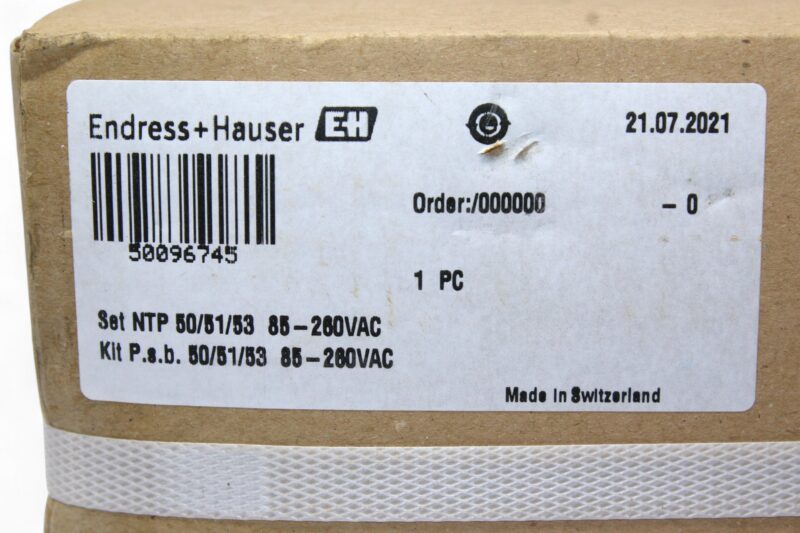 Endress+Hauser EH
21.07.2021
Order:/000000 - 0
50096745
1 PC
Set NTP 50/51/53 85-260VAC
Kit P.s.b. 50/51/53 85-260VAC
Made in Switzerland